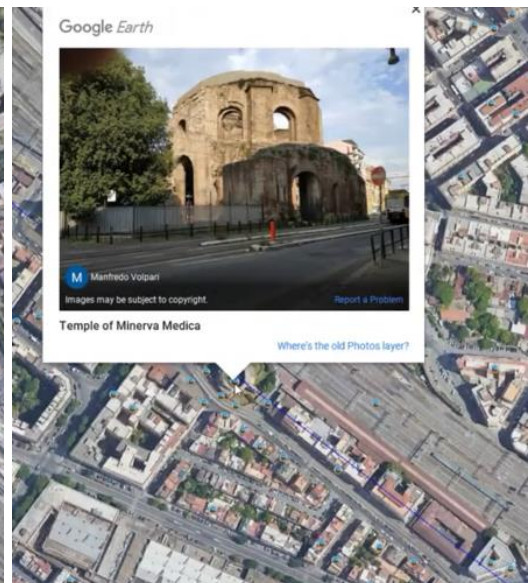 Google Earth
M Manfredo Volpari
Images may be subject to copyright. Report a Problem
Temple of Minerva Medica
Where's the old Photos layer?